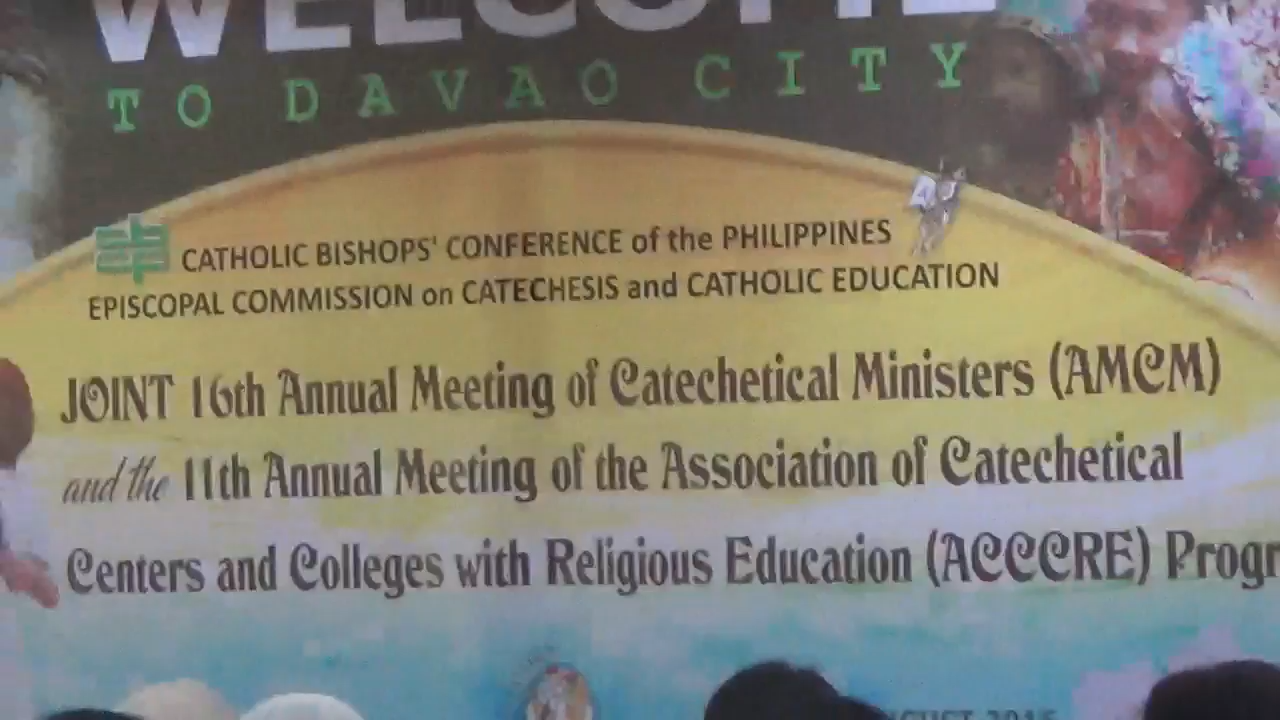 WELCOME
TO DAVAO CITY
CATHOLIC BISHOPS' CONFERENCE of the PHILIPPINES
EPISCOPAL COMMISSION on CATECHESIS and CATHOLIC EDUCATION
JOINT 16th Annual Meeting of Catechetical Ministers (AMCM)
and the 11th Annual Meeting of the Association of Catechetical
Centers and Colleges with Religious Education (ACCCRE) Progr